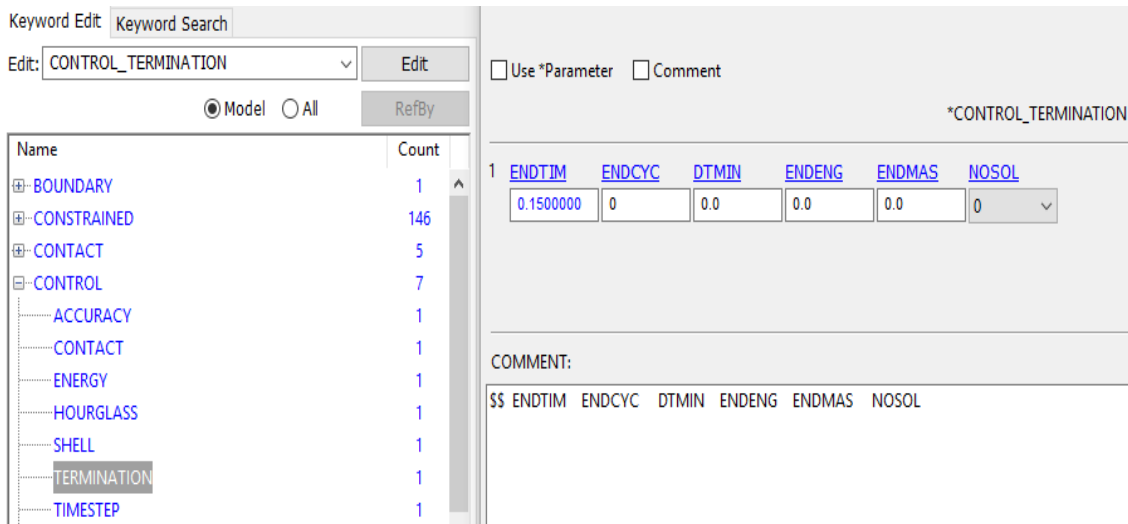 Keyword Edit Keyword Search
Edit: CONTROL_TERMINATION Edit
Model All RefBy
Name Count
BOUNDARY 1
CONSTRAINED 146
CONTACT 5
CONTROL 7
ACCURACY 1
CONTACT 1
ENERGY 1
HOURGLASS 1
SHELL 1
TERMINATION 1
TIMESTEP 1
Use *Parameter Comment
*CONTROL_TERMINATION
1 ENDTIM ENDCYC DTMIN ENDENG ENDMAS NOSOL
0.1500000 0 0.0 0.0 0.0 0
COMMENT:
$$ ENDTIM ENDCYC DTMIN ENDENG ENDMAS NOSOL